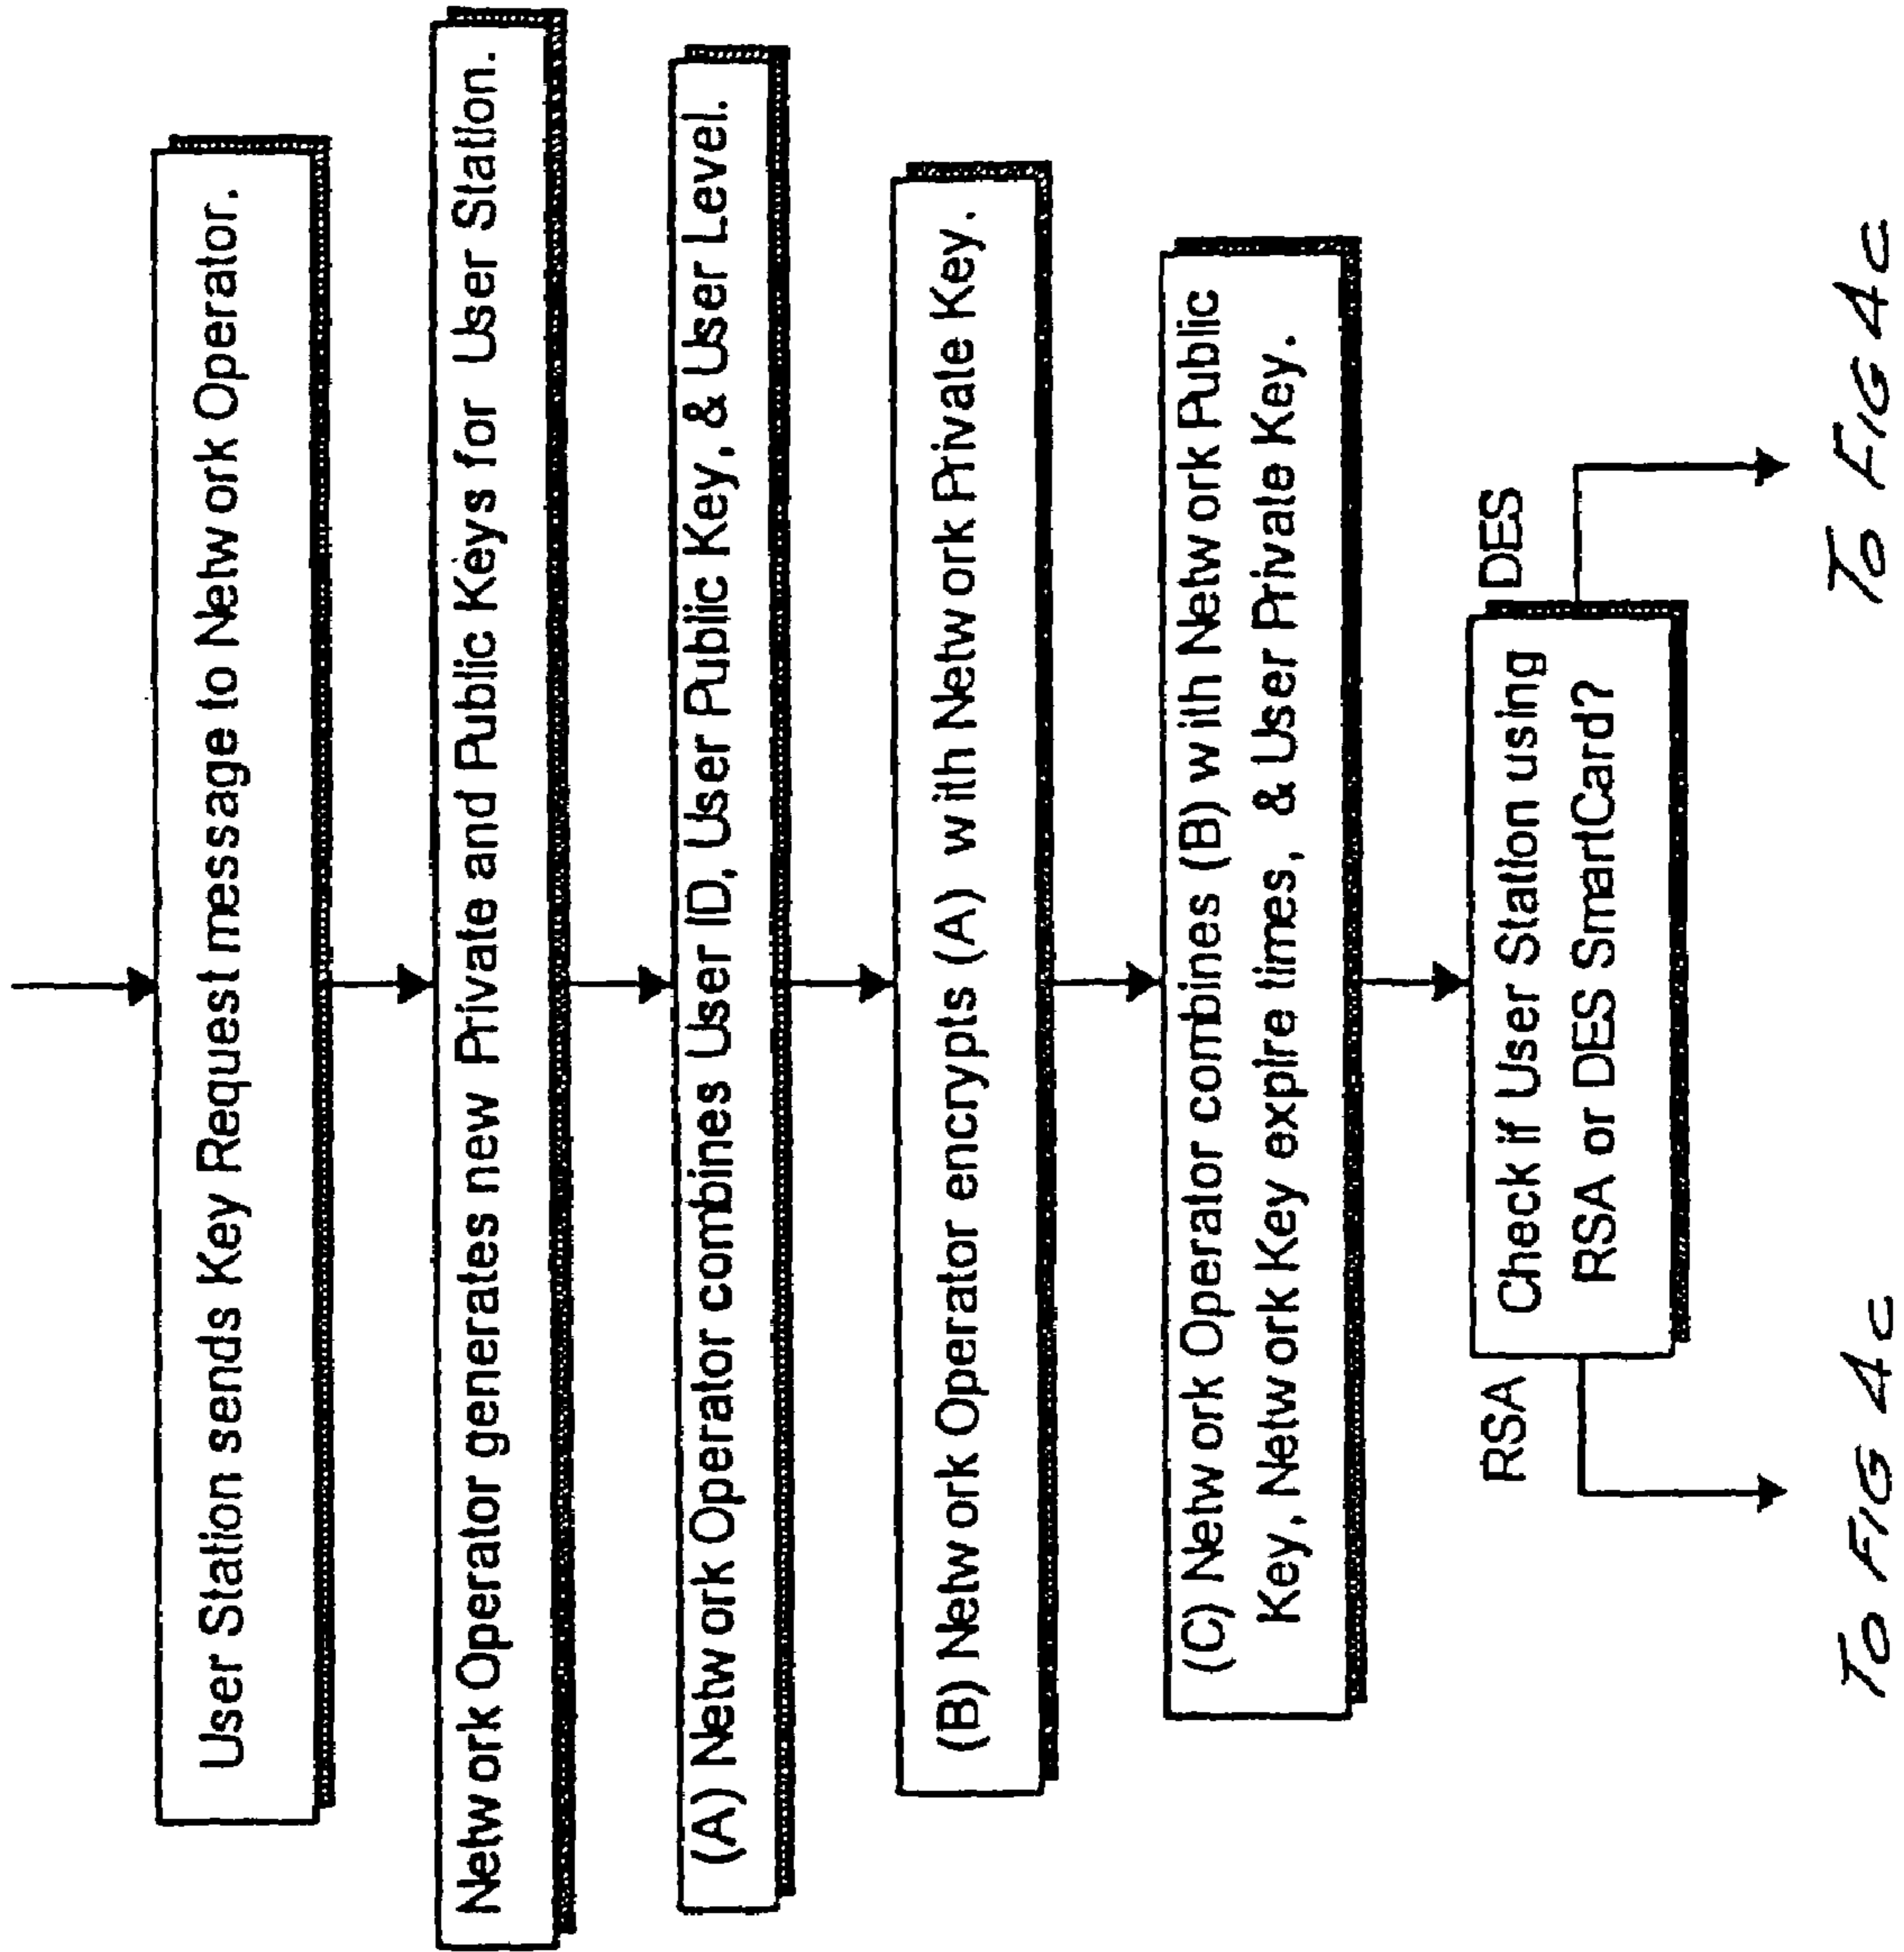 User Station sends Key Request message to Network Operator.
Network Operator generates new Private and Public Keys for User Station.
(A) Network Operator combines User ID, User Public Key, & User Level.
(B) Network Operator encrypts (A) with Network Private Key.
(C) Network Operator combines (B) with Network Public
Key, Network Key expire times, & User Private Key.
RSA
Check if User Station using
RSA or DES SmartCard?
DES
To FIG 4c
To FIG 4c